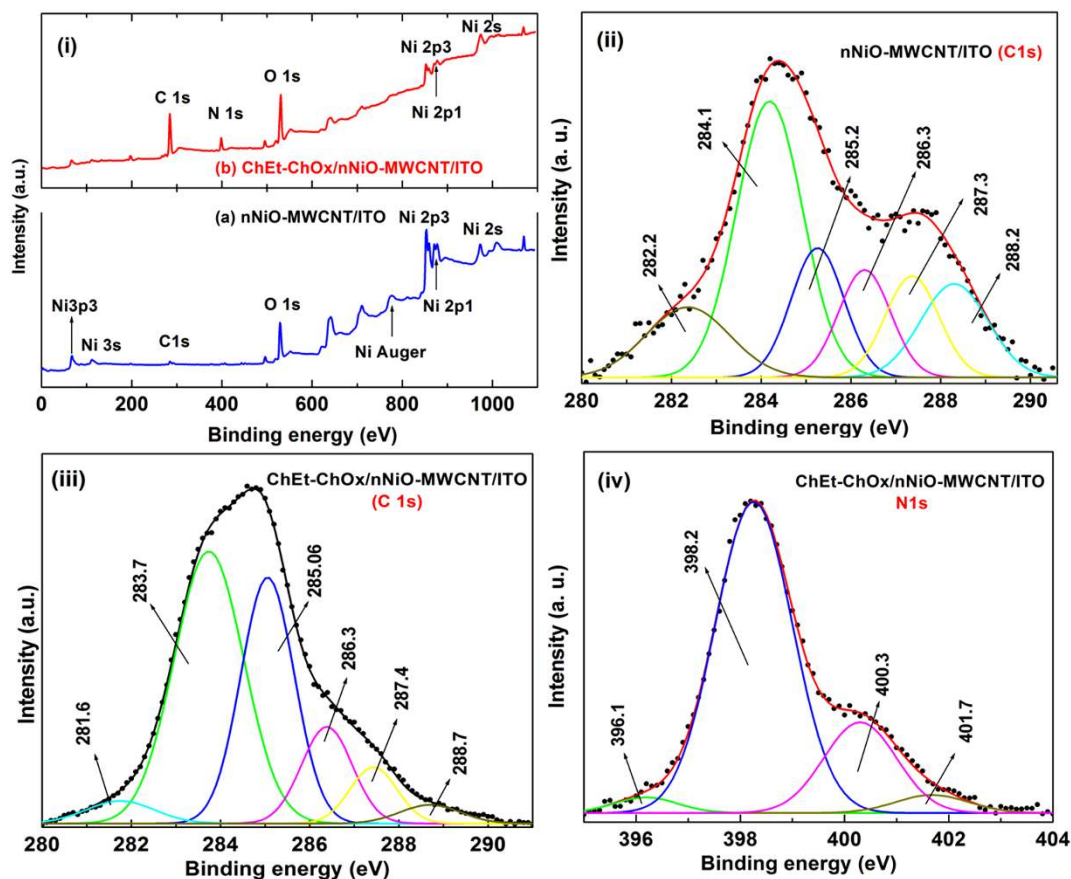 (i)
Ni 2s
Ni 2p3
O 1s
C 1s
N 1s
Ni 2p1
(b) ChEt-ChOx/nNiO-MWCNT/ITO
(a) nNiO-MWCNT/ITO
Ni 2p3
Ni 2s
O 1s
Ni3p3
Ni 3s
C1s
Ni 2p1
Ni Auger
0 200 400 600 800 1000
Binding energy (eV)
Intensity (a.u.)
(ii)
nNiO-MWCNT/ITO (C1s)
284.1
285.2
286.3
287.3
282.2
288.2
280 282 284 286 288 290
Binding energy (eV)
Intensity (a. u.)
(iii)
ChEt-ChOx/nNiO-MWCNT/ITO
(C 1s)
283.7
285.06
286.3
287.4
281.6
288.7
280 282 284 286 288 290
Binding energy (eV)
Intensity (a.u.)
(iv)
ChEt-ChOx/nNiO-MWCNT/ITO
N1s
398.2
400.3
396.1
401.7
396 398 400 402 404
Binding energy (eV)
Intensity (a. u.)